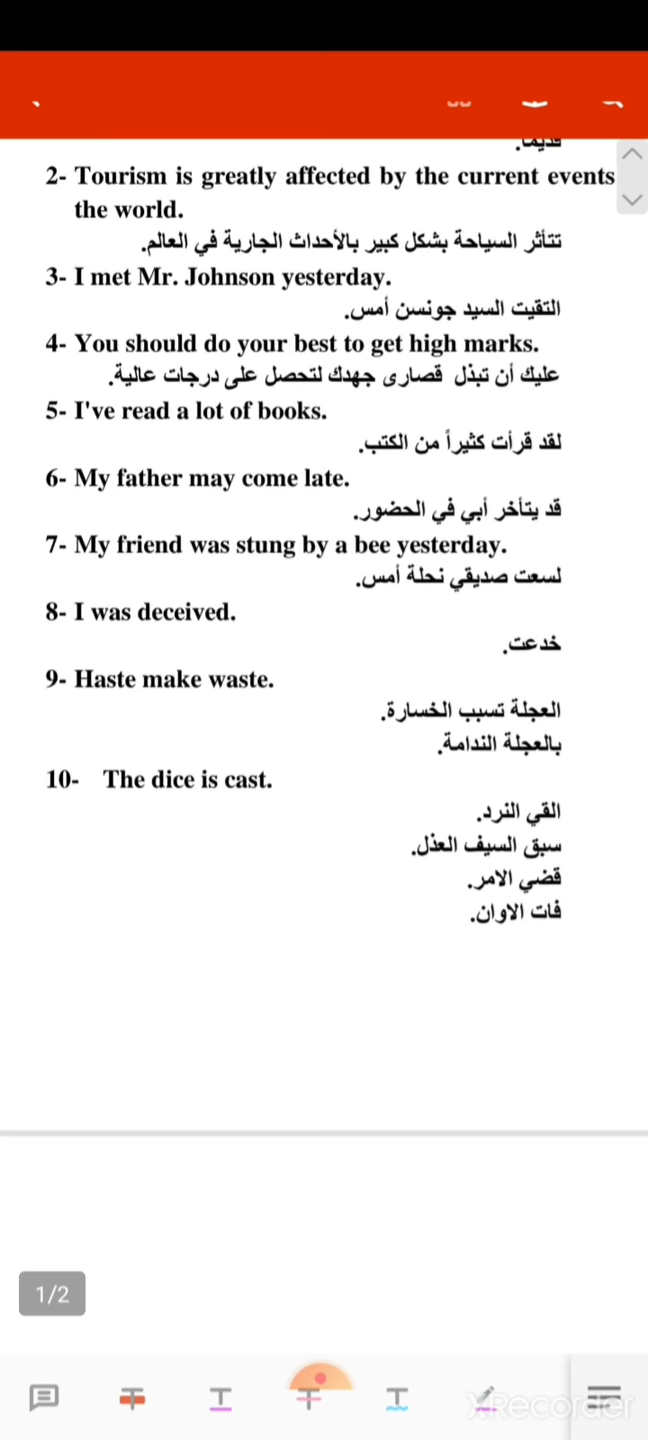 قديما.
2- Tourism is greatly affected by the current events
the world.
تتأثر السياحة بشكل كبير بالأحداث الجارية في العالم.
3- I met Mr. Johnson yesterday.
التقيت السيد جونسن أمس.
4- You should do your best to get high marks.
عليك أن تبذل قصارى جهدك لتحصل على درجات عالية.
5- I've read a lot of books.
لقد قرأت كثيراً من الكتب.
6- My father may come late.
قد يتأخر أبي في الحضور.
7- My friend was stung by a bee yesterday.
لسعت صديقي نحلة أمس.
8- I was deceived.
خدعت.
9- Haste make waste.
العجلة تسبب الخسارة.
بالعجلة الندامة.
10- The dice is cast.
القي النرد.
سبق السيف العذل.
قضي الامر.
فات الاوان.
1/2
XRecorder